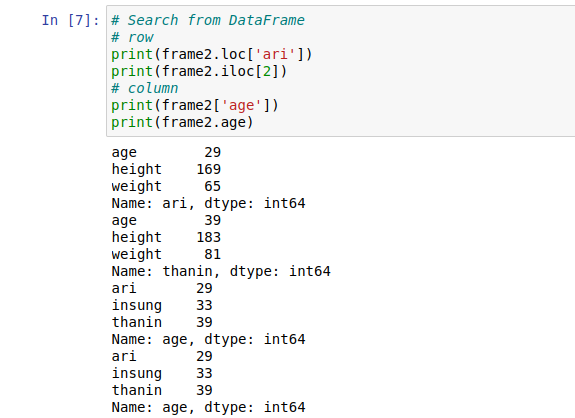 In [7]: # Search from DataFrame
# row
print(frame2.loc['ari'])
print(frame2.iloc[2])
# column
print(frame2['age'])
print(frame2.age)
age        29
height    169
weight     65
Name: ari, dtype: int64
age        39
height    183
weight     81
Name: thanin, dtype: int64
ari       29
insung    33
thanin    39
Name: age, dtype: int64
ari       29
insung    33
thanin    39
Name: age, dtype: int64